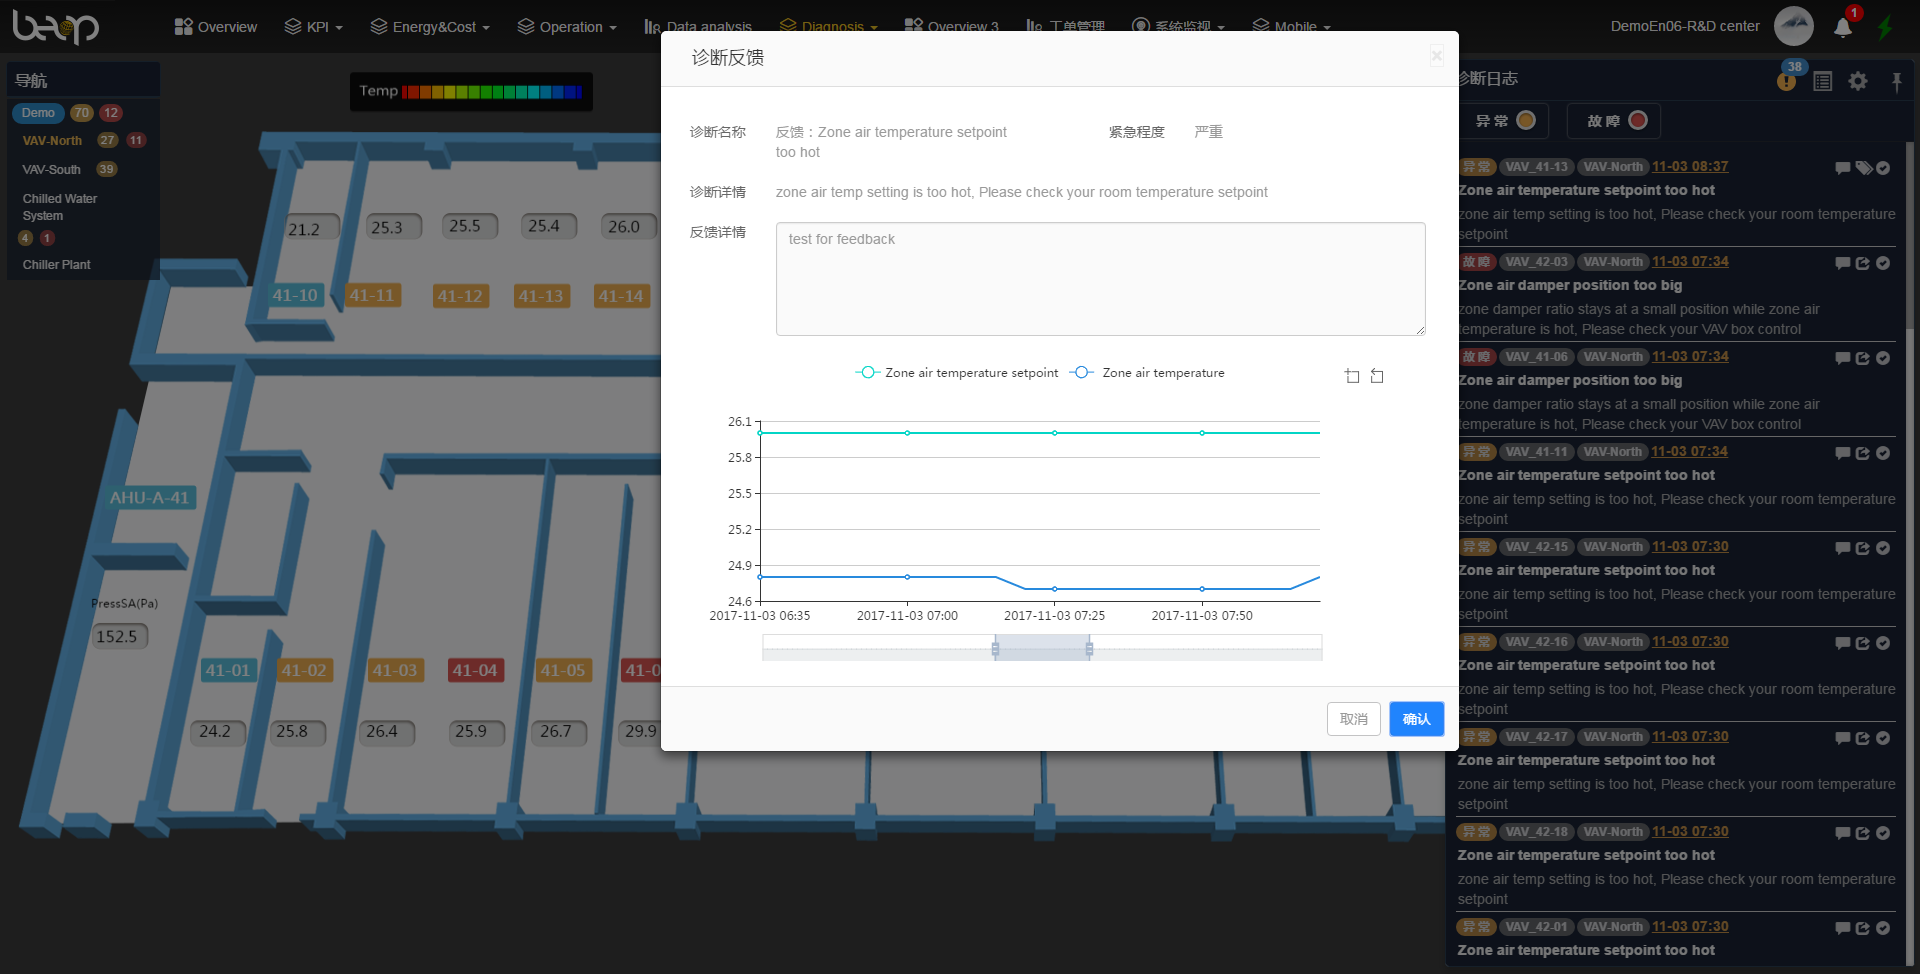 beop
Overview
KPI
Energy&Cost
Operation
Data analysis
Diagnosis
Overview 3
工单管理
系统监视
Mobile
DemoEn06-R&D center
1
导航
Demo 70 12
VAV-North 27 11
VAV-South 39
Chilled Water
System
4 1
Chiller Plant
Temp
21.2 25.3 25.5 25.4 26.0
41-10 41-11 41-12 41-13 41-14
AHU-A-41
PressSA(Pa)
152.5
41-01 41-02 41-03 41-04 41-05 41-0
24.2 25.8 26.4 25.9 26.7 29.9
诊断反馈
诊断名称 反馈：Zone air temperature setpoint
too hot
紧急程度 严重
诊断详情 zone air temp setting is too hot, Please check your room temperature setpoint
反馈详情 test for feedback
Zone air temperature setpoint Zone air temperature
26.1
25.8
25.5
25.2
24.9
24.6
2017-11-03 06:35 2017-11-03 07:00 2017-11-03 07:25 2017-11-03 07:50
取消 确认
诊断日志
38
异常 故障
异常 VAV_41-13 VAV-North 11-03 08:37
Zone air temperature setpoint too hot
zone air temp setting is too hot, Please check your room temperature
setpoint
故障 VAV_42-03 VAV-North 11-03 07:34
Zone air damper position too big
zone damper ratio stays at a small position while zone air
temperature is hot, Please check your VAV box control
故障 VAV_41-06 VAV-North 11-03 07:34
Zone air damper position too big
zone damper ratio stays at a small position while zone air
temperature is hot, Please check your VAV box control
异常 VAV_41-11 VAV-North 11-03 07:34
Zone air temperature setpoint too hot
zone air temp setting is too hot, Please check your room temperature
setpoint
异常 VAV_42-15 VAV-North 11-03 07:30
Zone air temperature setpoint too hot
zone air temp setting is too hot, Please check your room temperature
setpoint
异常 VAV_42-16 VAV-North 11-03 07:30
Zone air temperature setpoint too hot
zone air temp setting is too hot, Please check your room temperature
setpoint
异常 VAV_42-17 VAV-North 11-03 07:30
Zone air temperature setpoint too hot
zone air temp setting is too hot, Please check your room temperature
setpoint
异常 VAV_42-18 VAV-North 11-03 07:30
Zone air temperature setpoint too hot
zone air temp setting is too hot, Please check your room temperature
setpoint
异常 VAV_42-01 VAV-North 11-03 07:30
Zone air temperature setpoint too hot